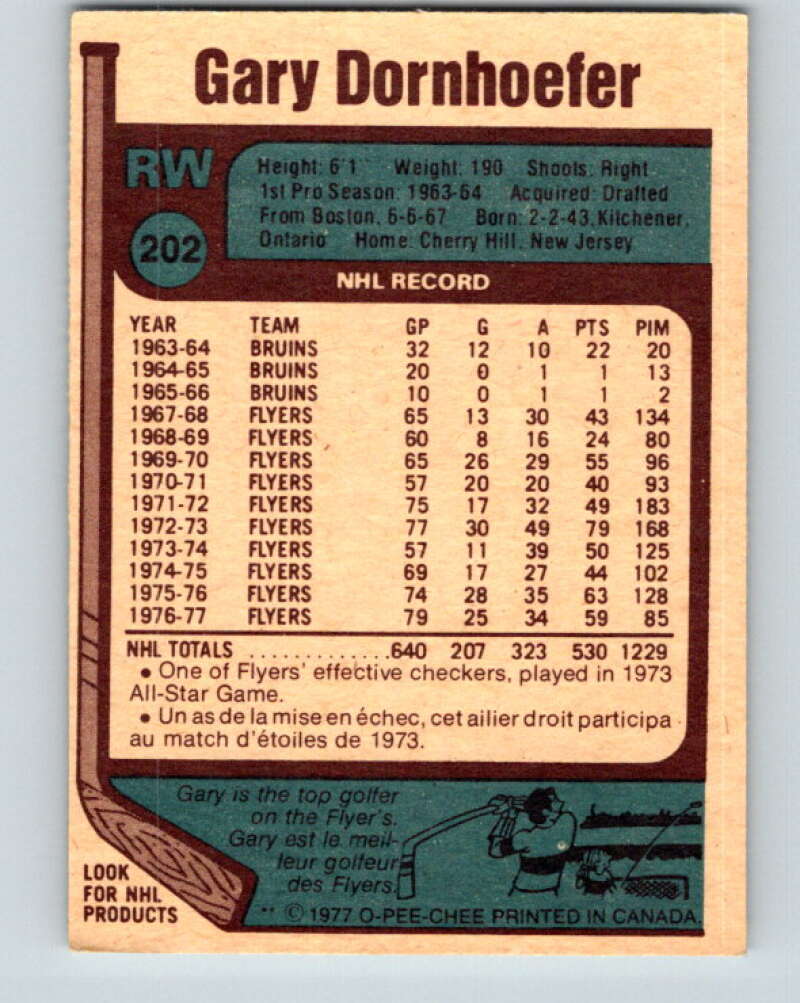 Gary Dornhoefer
RW
202
Height: 6'1" Weight: 190 Shoots: Right
1st Pro Season: 1963-64 Acquired: Drafted
From Boston, 6-6-67 Born: 2-2-43, Kitchener,
Ontario Home: Cherry Hill, New Jersey
NHL RECORD
YEAR TEAM GP G A PTS PIM
1963-64 BRUINS 32 12 10 22 20
1964-65 BRUINS 20 0 1 1 13
1965-66 BRUINS 10 0 1 1 2
1967-68 FLYERS 65 13 30 43 134
1968-69 FLYERS 60 8 16 24 80
1969-70 FLYERS 65 26 29 55 96
1970-71 FLYERS 57 20 20 40 93
1971-72 FLYERS 75 17 32 49 183
1972-73 FLYERS 77 30 49 79 168
1973-74 FLYERS 57 11 39 50 125
1974-75 FLYERS 69 17 27 44 102
1975-76 FLYERS 74 28 35 63 128
1976-77 FLYERS 79 25 34 59 85
NHL TOTALS .............640 207 323 530 1229
• One of Flyers' effective checkers, played in 1973
All-Star Game.
• Un as de la mise en échec, cet ailier droit participa
au match d'étoiles de 1973.
Gary is the top golfer
on the Flyer's.
Gary est le meil-
leur golfeur
des Flyers.
LOOK
FOR NHL
PRODUCTS
** © 1977 O-PEE-CHEE PRINTED IN CANADA.